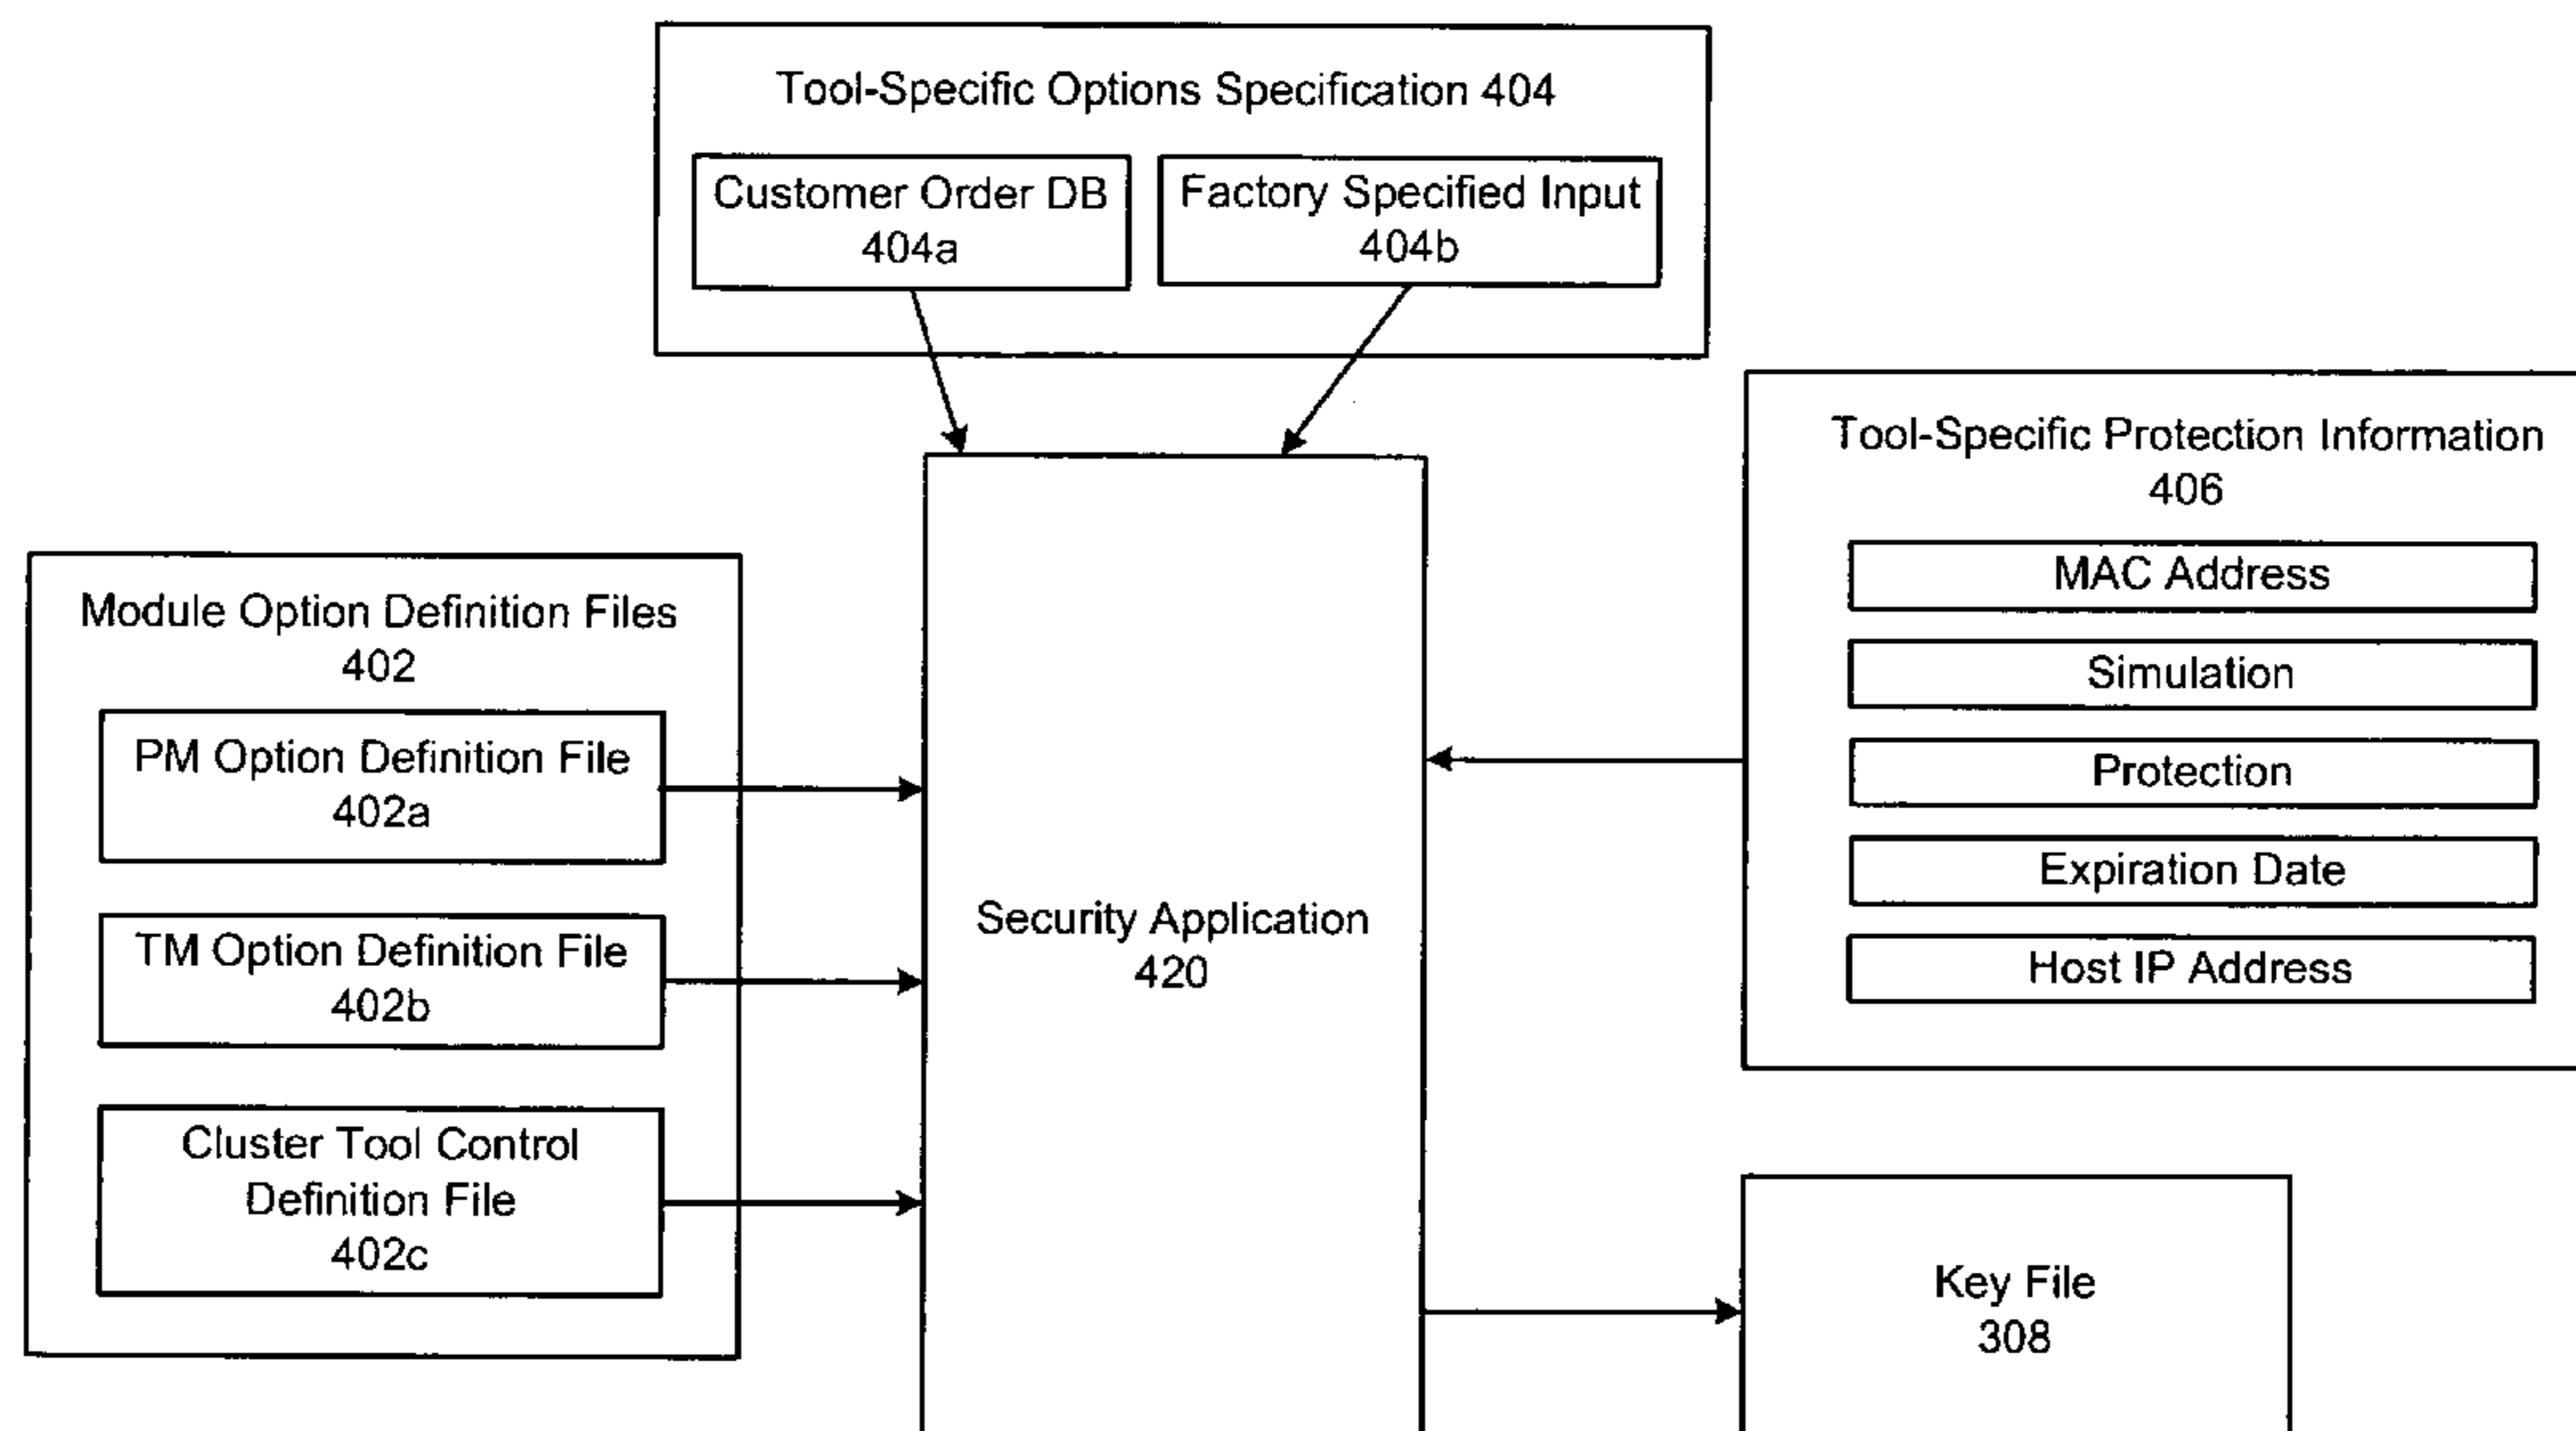 Tool-Specific Options Specification 404
Customer Order DB
404a
Factory Specified Input
404b
Tool-Specific Protection Information
406
MAC Address
Simulation
Protection
Expiration Date
Host IP Address
Module Option Definition Files
402
PM Option Definition File
402a
TM Option Definition File
402b
Cluster Tool Control
Definition File
402c
Security Application
420
Key File
308